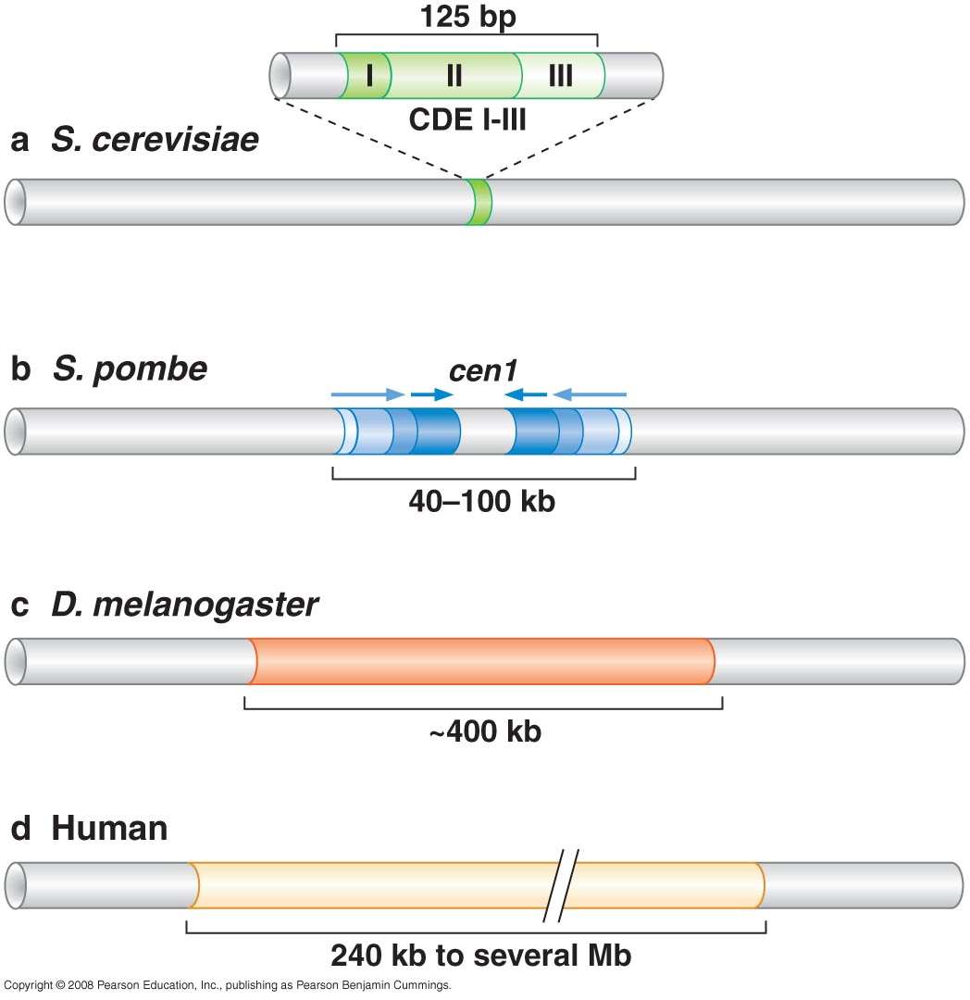 125 bp
I II III
CDE I-III
a S. cerevisiae
b S. pombe
cen1
40–100 kb
c D. melanogaster
~400 kb
d Human
240 kb to several Mb
Copyright © 2008 Pearson Education, Inc., publishing as Pearson Benjamin Cummings.